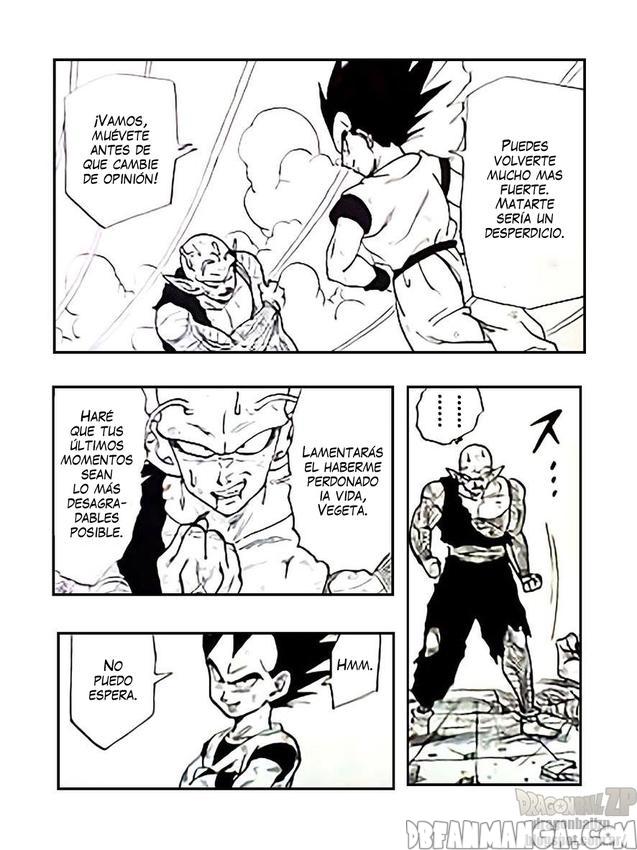 PUEDES
VOLVERTE
MUCHO MAS
FUERTE.
MATARTE
SERÍA UN
DESPERDICIO.
¡VAMOS,
MUÉVETE
ANTES DE
QUE CAMBIE
DE OPINIÓN!
ス…
……
LAMENTARÁS
EL HABERME
PERDONADO
lA VIDA,
VEGETA.
HARÉ
QUE TUS
ÚLTIMOS
MOMENTOS
SEAN
LO MÁS
DESAGRA-
DABLES
POSIBLE.
HMM.
NO
PUEDO
ESPERA.
DRAGONBALL ZP
DBFANMANGA.COM